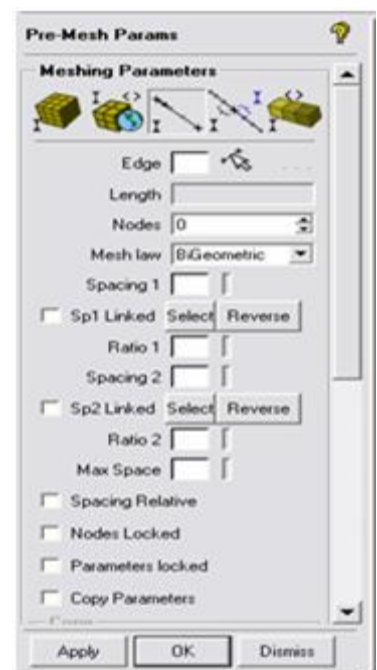 Pre-Mesh Params
Meshing Parameters
Edge
Length
Nodes 0
Mesh law BiGeometric
Spacing 1
Sp1 Linked Select Reverse
Ratio 1
Spacing 2
Sp2 Linked Select Reverse
Ratio 2
Max Space
Spacing Relative
Nodes Locked
Parameters locked
Copy Parameters
Apply OK Dismiss